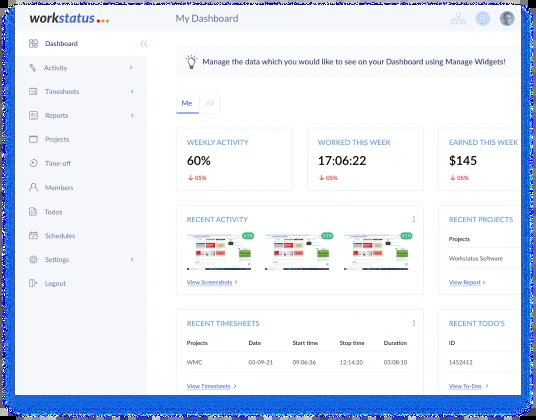 workstatus
My Dashboard
Dashboard
Activity
Timesheets
Reports
Projects
Time-off
Members
Todos
Schedules
Settings
Logout
Manage the data which you would like to see on your Dashboard using Manage Widgets!
Me All
WEEKLY ACTIVITY
60%
05%
WORKED THIS WEEK
17:06:22
05%
EARNED THIS WEEK
$145
05%
RECENT ACTIVITY
View Screenshots
RECENT PROJECTS
Projects
Workstatus Software
View Report
RECENT TIMESHEETS
Projects Date Start time Stop time Duration
WMC 03-09-21 09:06:36 12:14:20 03:08:10
View Timesheets
RECENT TODO'S
ID
1452412
View To-Dos